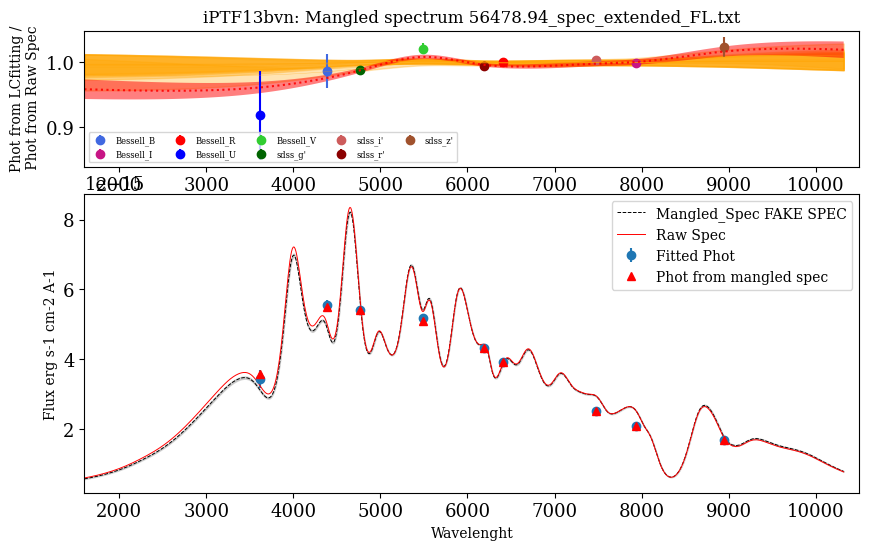 iPTF13bvn: Mangled spectrum 56478.94_spec_extended_FL.txt
Phot from LCfitting /
Phot from Raw Spec
1.0
0.9
Bessell_B Bessell_R Bessell_V sdss_i' sdss_z'
Bessell_I Bessell_U sdss_g' sdss_r'
2000 3000 4000 5000 6000 7000 8000 9000 10000
1e−15
Flux erg s-1 cm-2 A-1
8
6
4
2
Mangled_Spec FAKE SPEC
Raw Spec
Fitted Phot
Phot from mangled spec
2000 3000 4000 5000 6000 7000 8000 9000 10000
Wavelenght